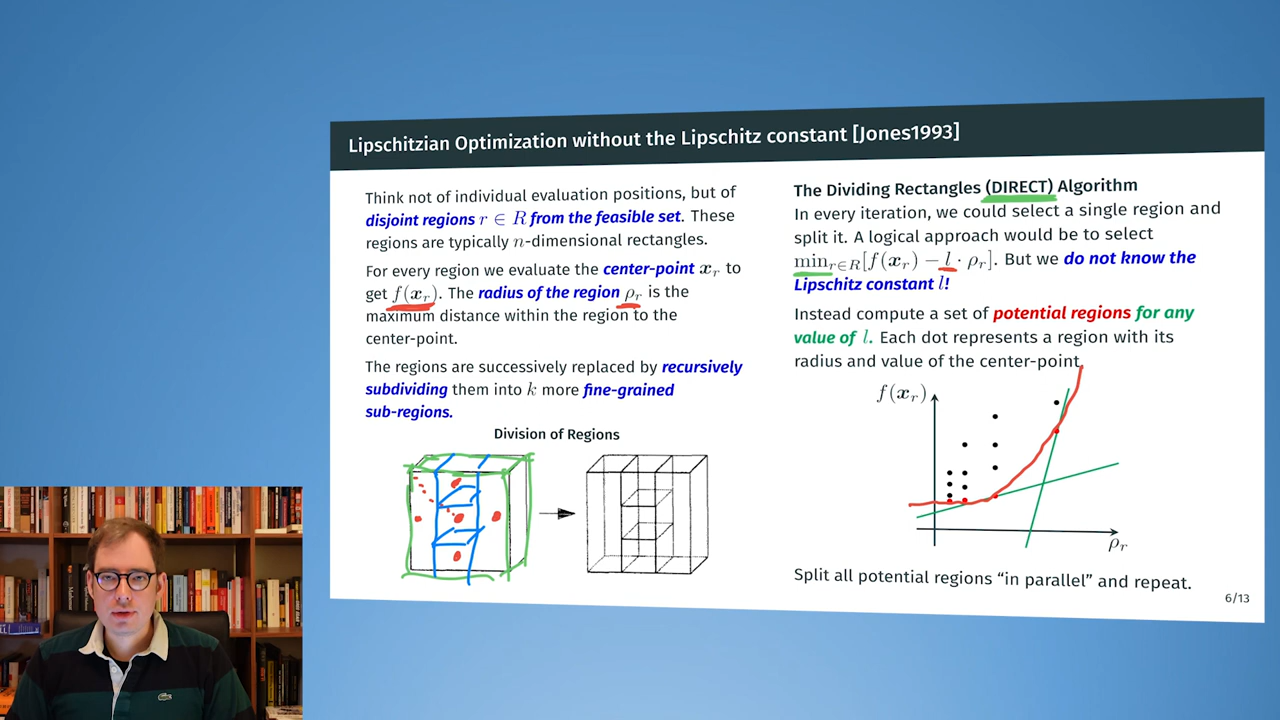 Lipschitzian Optimization without the Lipschitz constant [Jones1993]
Think not of individual evaluation positions, but of
disjoint regions r ∈ R from the feasible set. These
regions are typically n-dimensional rectangles.
For every region we evaluate the center-point x_r to
get f(x_r). The radius of the region ρ_r is the
maximum distance within the region to the
center-point.
The regions are successively replaced by recursively
subdividing them into k more fine-grained
sub-regions.
Division of Regions
The Dividing Rectangles (DIRECT) Algorithm
In every iteration, we could select a single region and
split it. A logical approach would be to select
min_{r∈R}[f(x_r) − l · ρ_r]. But we do not know the
Lipschitz constant l!
Instead compute a set of potential regions for any
value of l. Each dot represents a region with its
radius and value of the center-point.
f(x_r)
ρ_r
Split all potential regions “in parallel” and repeat.
6/13